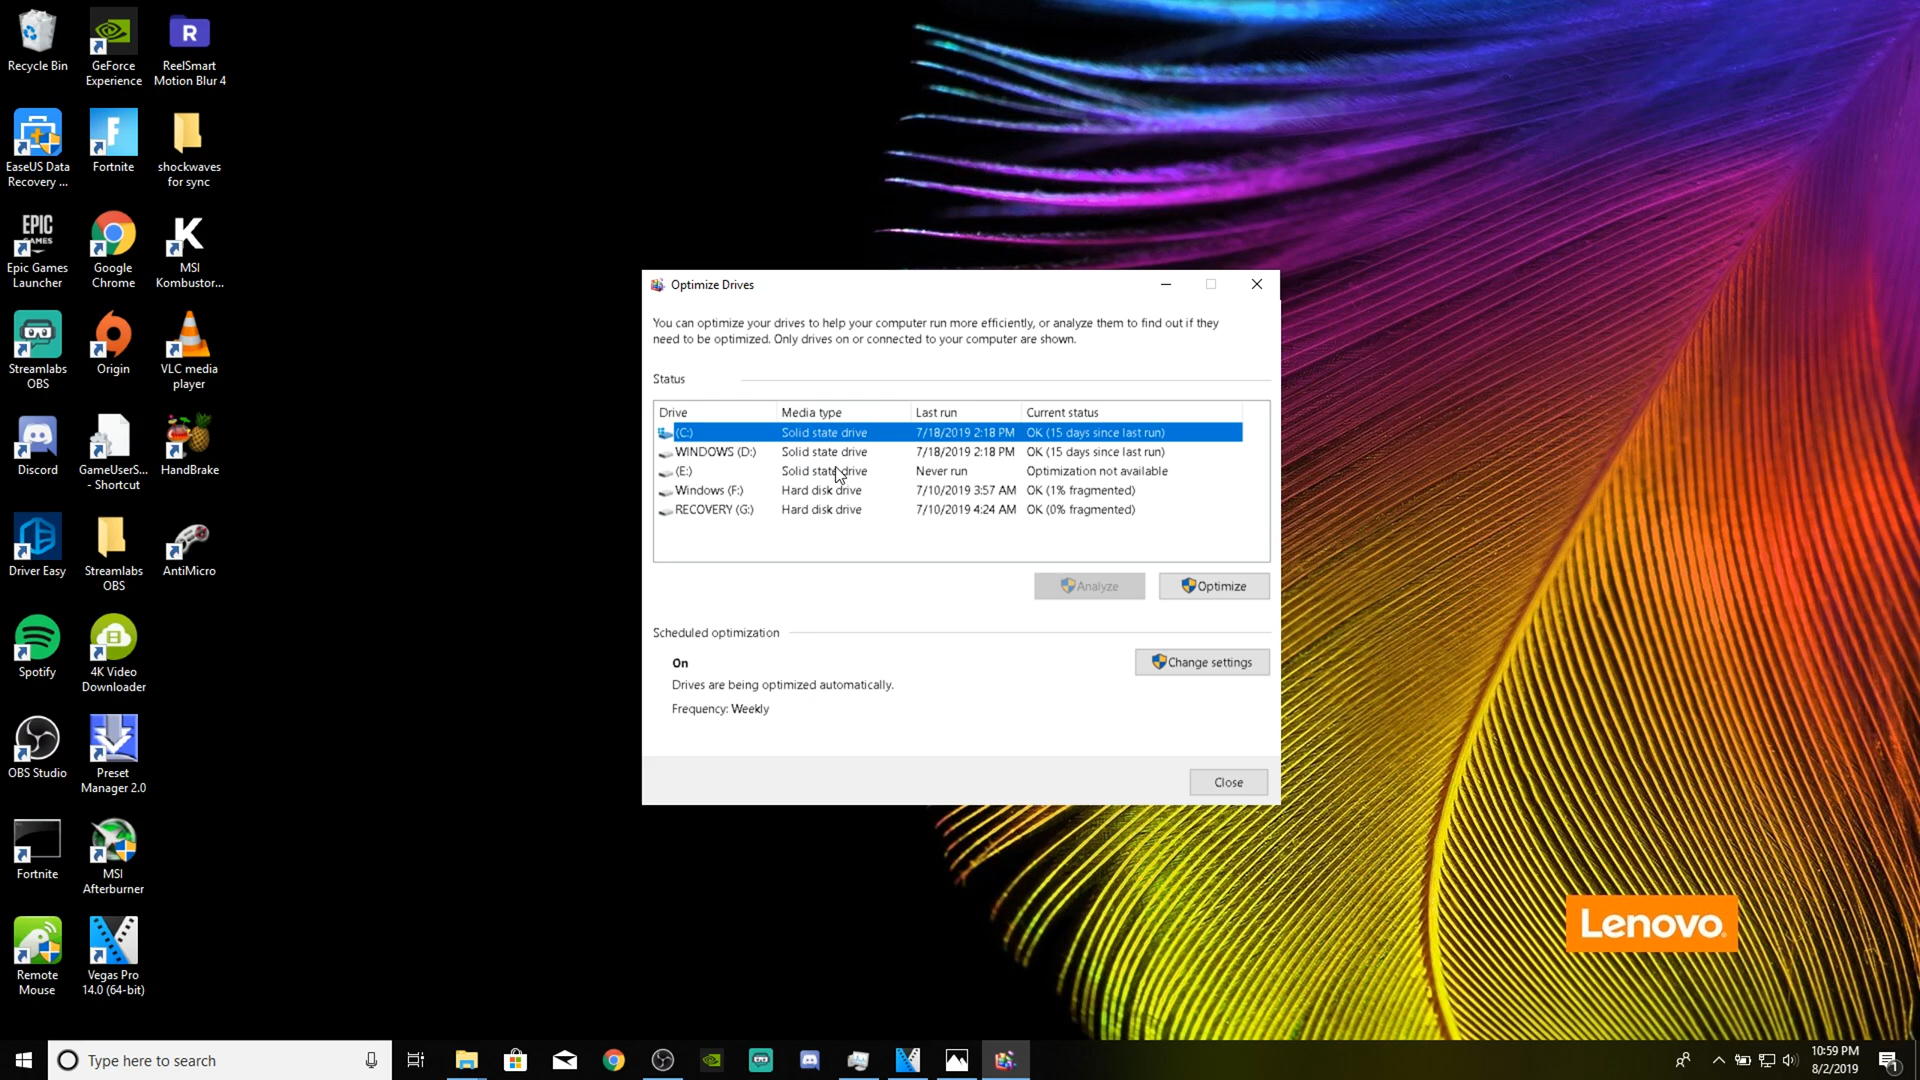 Recycle Bin
GeForce
Experience
R
ReelSmart
Motion Blur 4
EaseUS Data
Recovery ...
F
Fortnite
shockwaves
for sync
EPIC
GAMES
Epic Games
Launcher
Google
Chrome
K
MSI
Kombustor...
Streamlabs
OBS
Origin
VLC media
player
Discord
GameUserS...
- Shortcut
HandBrake
Driver Easy
Streamlabs
OBS
AntiMicro
Spotify
4K Video
Downloader
OBS Studio
Preset
Manager 2.0
Fortnite
MSI
Afterburner
Remote
Mouse
Vegas Pro
14.0 (64-bit)
Optimize Drives
You can optimize your drives to help your computer run more efficiently, or analyze them to find out if they
need to be optimized. Only drives on or connected to your computer are shown.
Status
Drive Media type Last run Current status
(C:) Solid state drive 7/18/2019 2:18 PM OK (15 days since last run)
WINDOWS (D:) Solid state drive 7/18/2019 2:18 PM OK (15 days since last run)
(E:) Solid state drive Never run Optimization not available
Windows (F:) Hard disk drive 7/10/2019 3:57 AM OK (1% fragmented)
RECOVERY (G:) Hard disk drive 7/10/2019 4:24 AM OK (0% fragmented)
Analyze Optimize
Scheduled optimization
On
Change settings
Drives are being optimized automatically.
Frequency: Weekly
Close
Lenovo
Type here to search
10:59 PM
8/2/2019
1